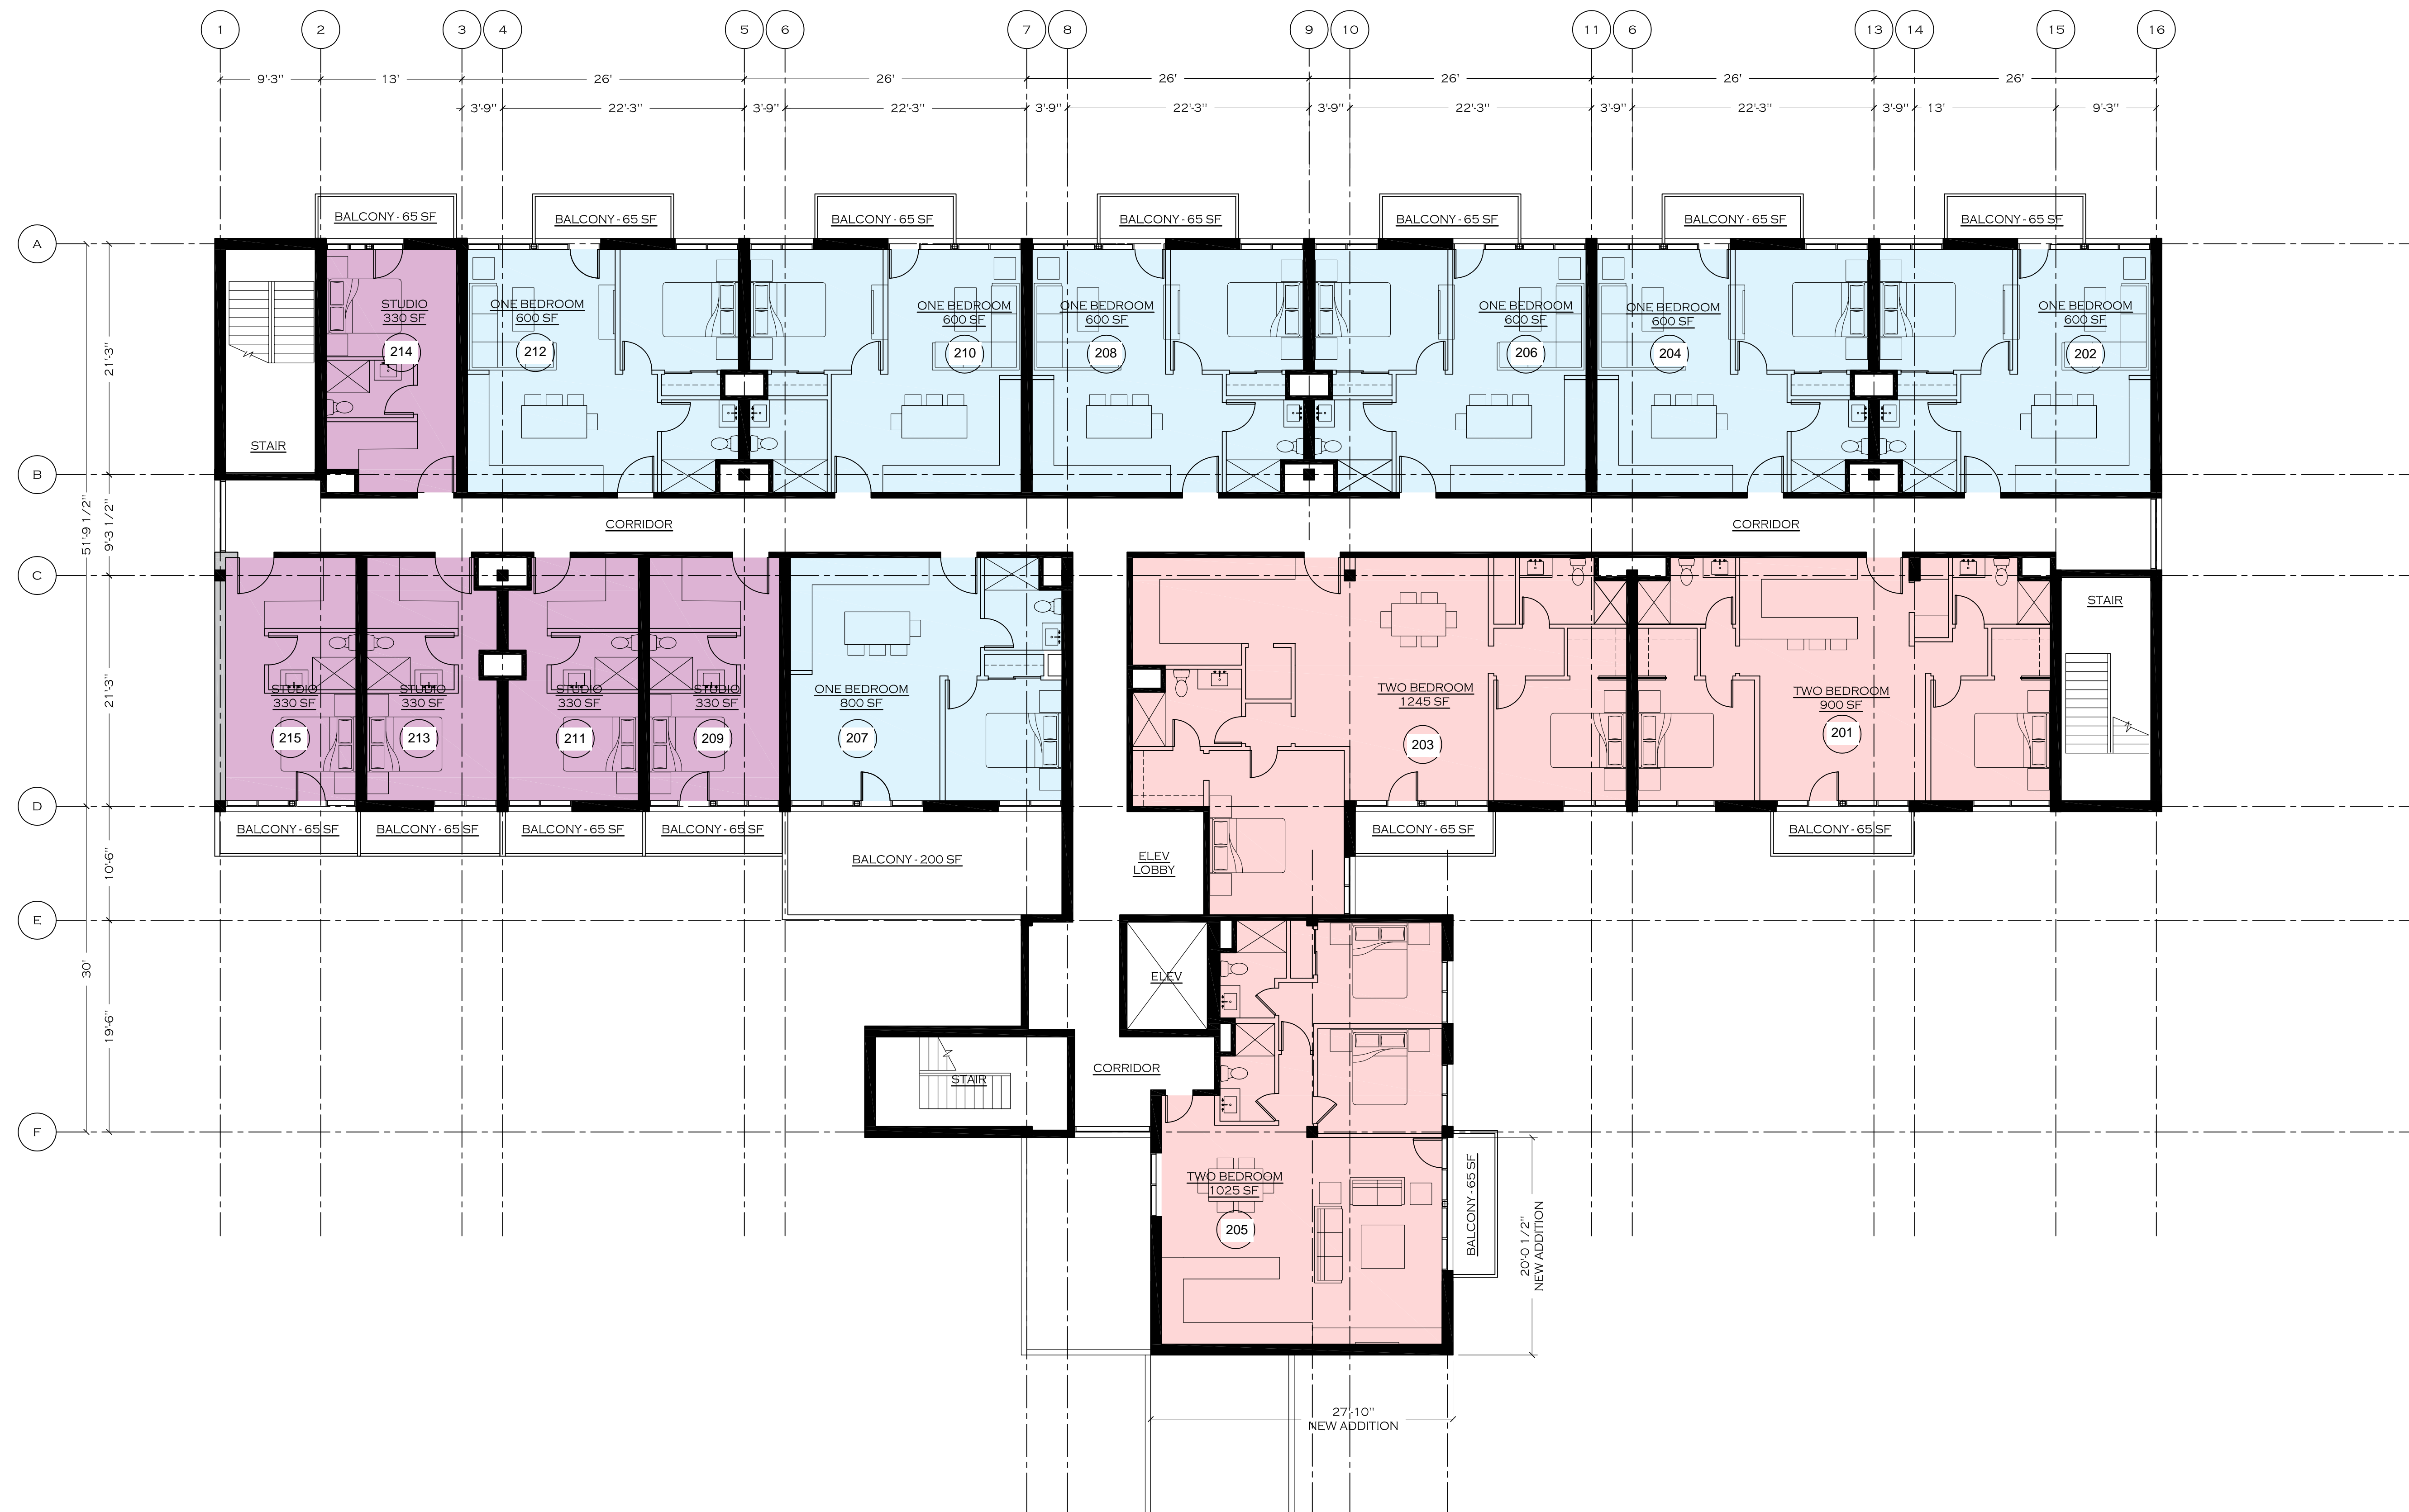 1 2 3 4 5 6 7 8 9 10 11 6 13 14 15 16
9'-3" 13' 26' 26' 26' 26' 26' 26'
3'-9" 22'-3" 3'-9" 22'-3" 3'-9" 22'-3" 3'-9" 22'-3" 3'-9" 22'-3" 3'-9" 13' 9'-3"
BALCONY - 65 SF
BALCONY - 65 SF
BALCONY - 65 SF
BALCONY - 65 SF
BALCONY - 65 SF
BALCONY - 65 SF
BALCONY - 65 SF
A
STUDIO
330 SF
214
ONE BEDROOM
600 SF
212
ONE BEDROOM
600 SF
210
ONE BEDROOM
600 SF
208
ONE BEDROOM
600 SF
206
ONE BEDROOM
600 SF
204
ONE BEDROOM
600 SF
202
21'-3"
STAIR
B
51'-9 1/2"
9'-3 1/2"
CORRIDOR
CORRIDOR
C
STAIR
21'-3"
STUDIO
330 SF
215
STUDIO
330 SF
213
STUDIO
330 SF
211
STUDIO
330 SF
209
ONE BEDROOM
800 SF
207
TWO BEDROOM
1245 SF
203
TWO BEDROOM
900 SF
201
D
BALCONY - 65 SF
BALCONY - 65 SF
BALCONY - 65 SF
BALCONY - 65 SF
BALCONY - 200 SF
BALCONY - 65 SF
BALCONY - 65 SF
10'-6"
ELEV
LOBBY
E
30'
19'-6"
ELEV
STAIR
CORRIDOR
F
TWO BEDROOM
1025 SF
205
BALCONY - 65 SF
20'-0 1/2"
NEW ADDITION
27'-10"
NEW ADDITION